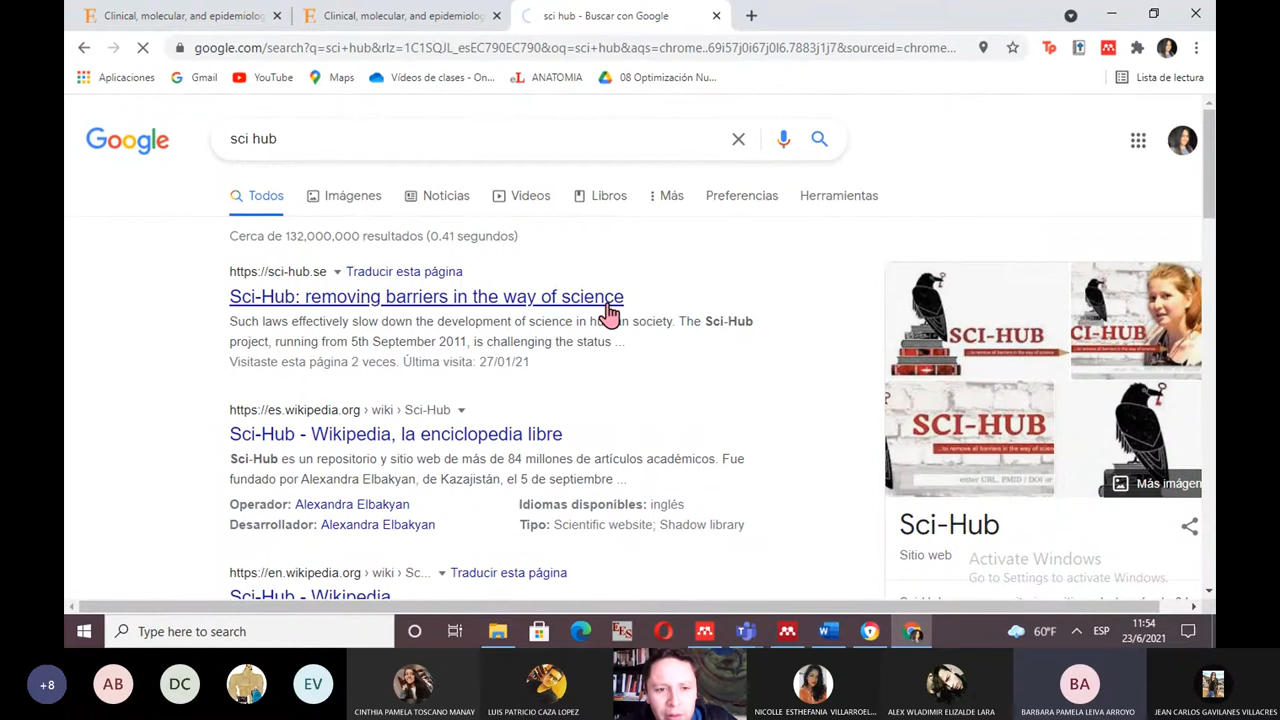 Clinical, molecular, and epidemiolog
Clinical, molecular, and epidemiolog
sci hub - Buscar con Google
google.com/search?q=sci+hub&rlz=1C1SQJL_esEC790EC790&oq=sci+hub&aqs=chrome..69i57j0i67j0l6.7883j1j7&sourceid=chrome...
Aplicaciones
Gmail
YouTube
Maps
Vídeos de clases - On...
ANATOMIA
08 Optimización Nu...
Lista de lectura
Google
sci hub
Todos
Imágenes
Noticias
Videos
Libros
Más
Preferencias
Herramientas
Cerca de 132,000,000 resultados (0.41 segundos)
https://sci-hub.se Traducir esta página
Sci-Hub: removing barriers in the way of science
Such laws effectively slow down the development of science in society. The Sci-Hub
project, running from 5th September 2011, is challenging the status ...
Visitaste esta página 2 veces. Última visita: 27/01/21
https://es.wikipedia.org › wiki › Sci-Hub
Sci-Hub - Wikipedia, la enciclopedia libre
Sci-Hub es un repositorio y sitio web de más de 84 millones de artículos académicos. Fue
fundado por Alexandra Elbakyan, de Kazajistán, el 5 de septiembre ...
Operador: Alexandra Elbakyan
Idiomas disponibles: inglés
Desarrollador: Alexandra Elbakyan
Tipo: Scientific website; Shadow library
https://en.wikipedia.org › wiki › Sc... Traducir esta página
Sci-Hub - Wikipedia
SCI-HUB
SCI-HUB
SCI-HUB
enter URL, PMID / DOI or
Más imágen
Sci-Hub
Sitio web
Activate Windows
Go to Settings to activate Windows.
Type here to search
60°F
ESP
11:54
23/6/2021
+8
AB
DC
EV
CINTHIA PAMELA TOSCANO MANAY
LUIS PATRICIO CAZA LOPEZ
NICOLLE ESTHEFANIA VILLARROEL...
ALEX WLADIMIR ELIZALDE LARA
BA
BARBARA PAMELA LEIVA ARROYO
JEAN CARLOS GAVILANES VILLACRES